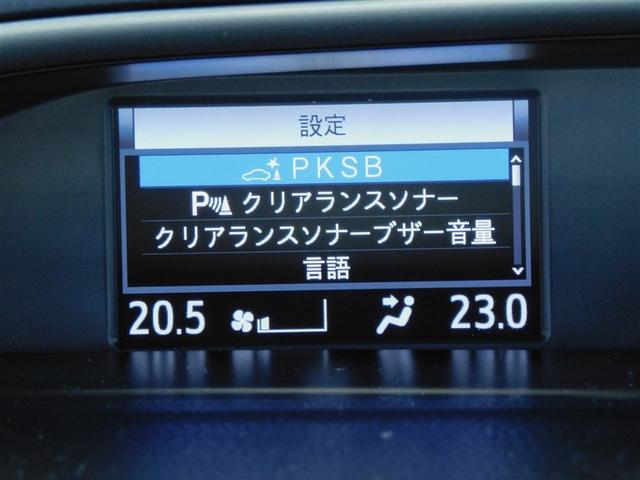 設定
PKSB
P クリアランスソナー
クリアランスソナーブザー音量
言語
20.5 23.0